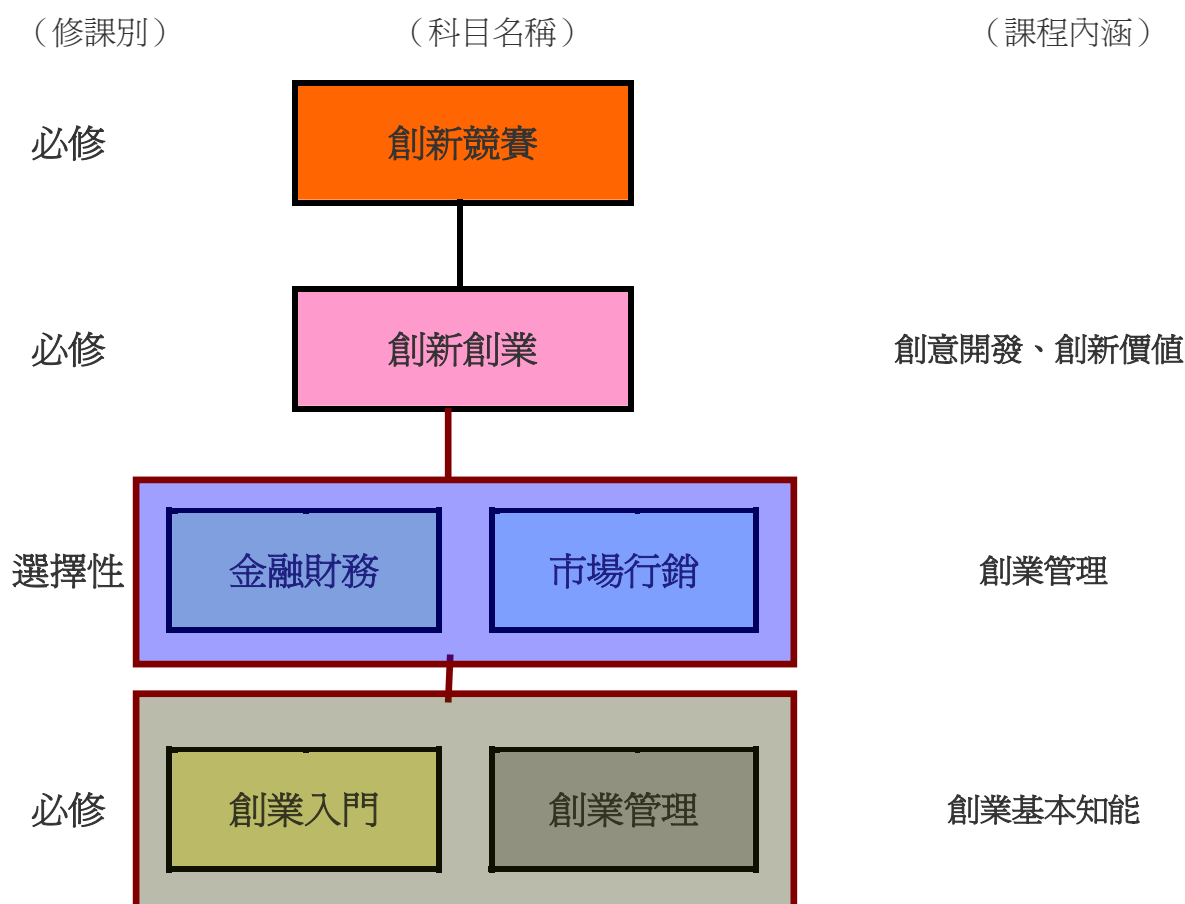 （修課別） （科目名稱） （課程內涵）
必修 創新競賽
必修 創新創業 創意開發、創新價值
選擇性 金融財務 市場行銷 創業管理
必修 創業入門 創業管理 創業基本知能